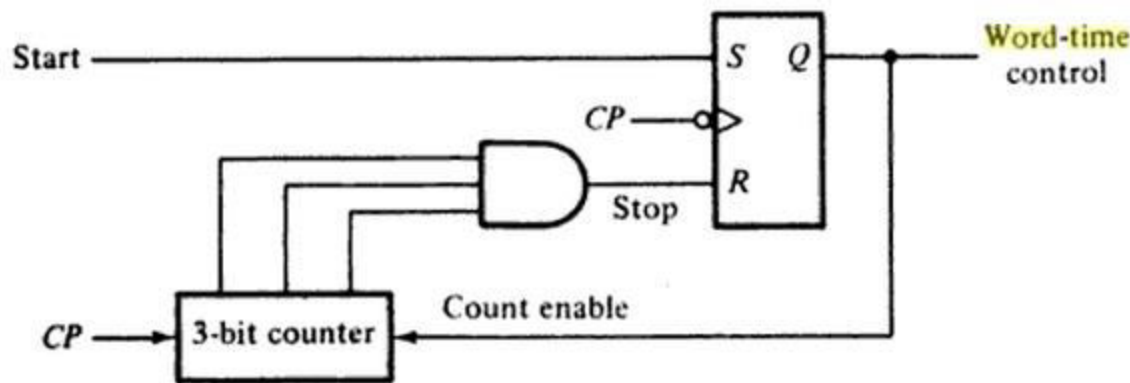 Start
S
Q
Word-time
control
CP
R
Stop
Count enable
CP
3-bit counter